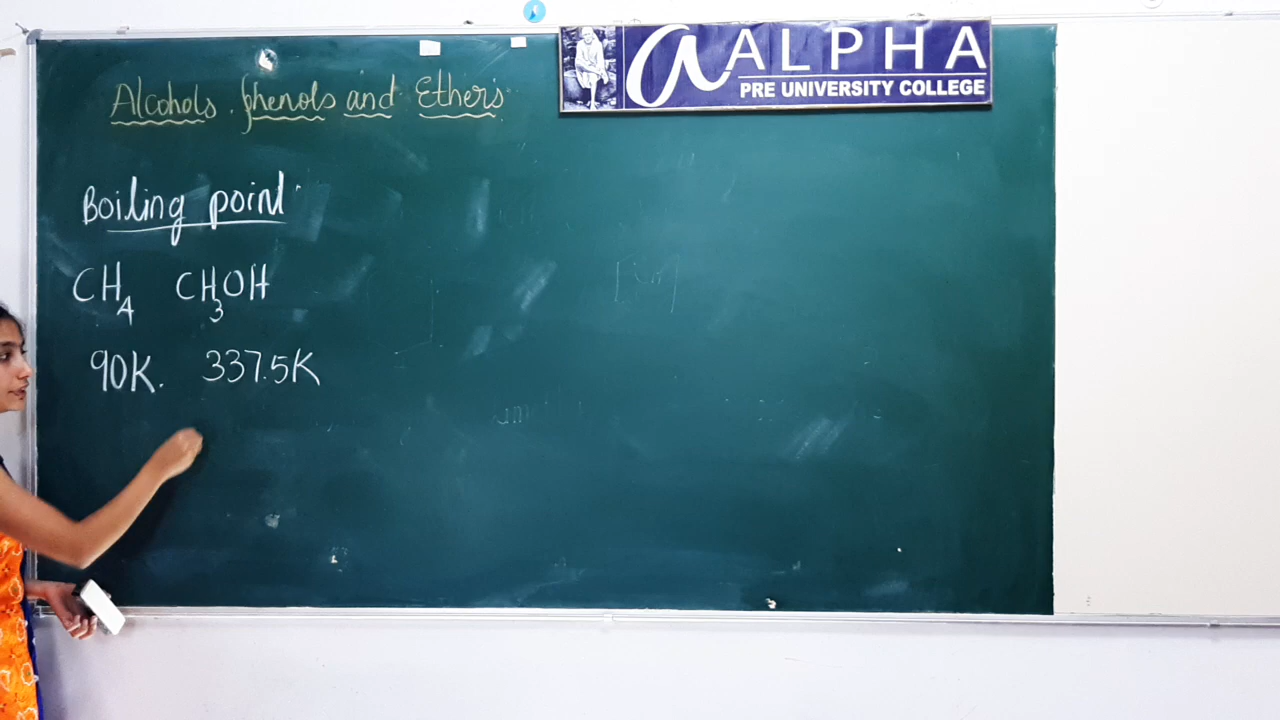 ALPHA
PRE UNIVERSITY COLLEGE
Alcohols, phenols and Ethers
Boiling point
CH4 CH3OH
90K. 337.5K